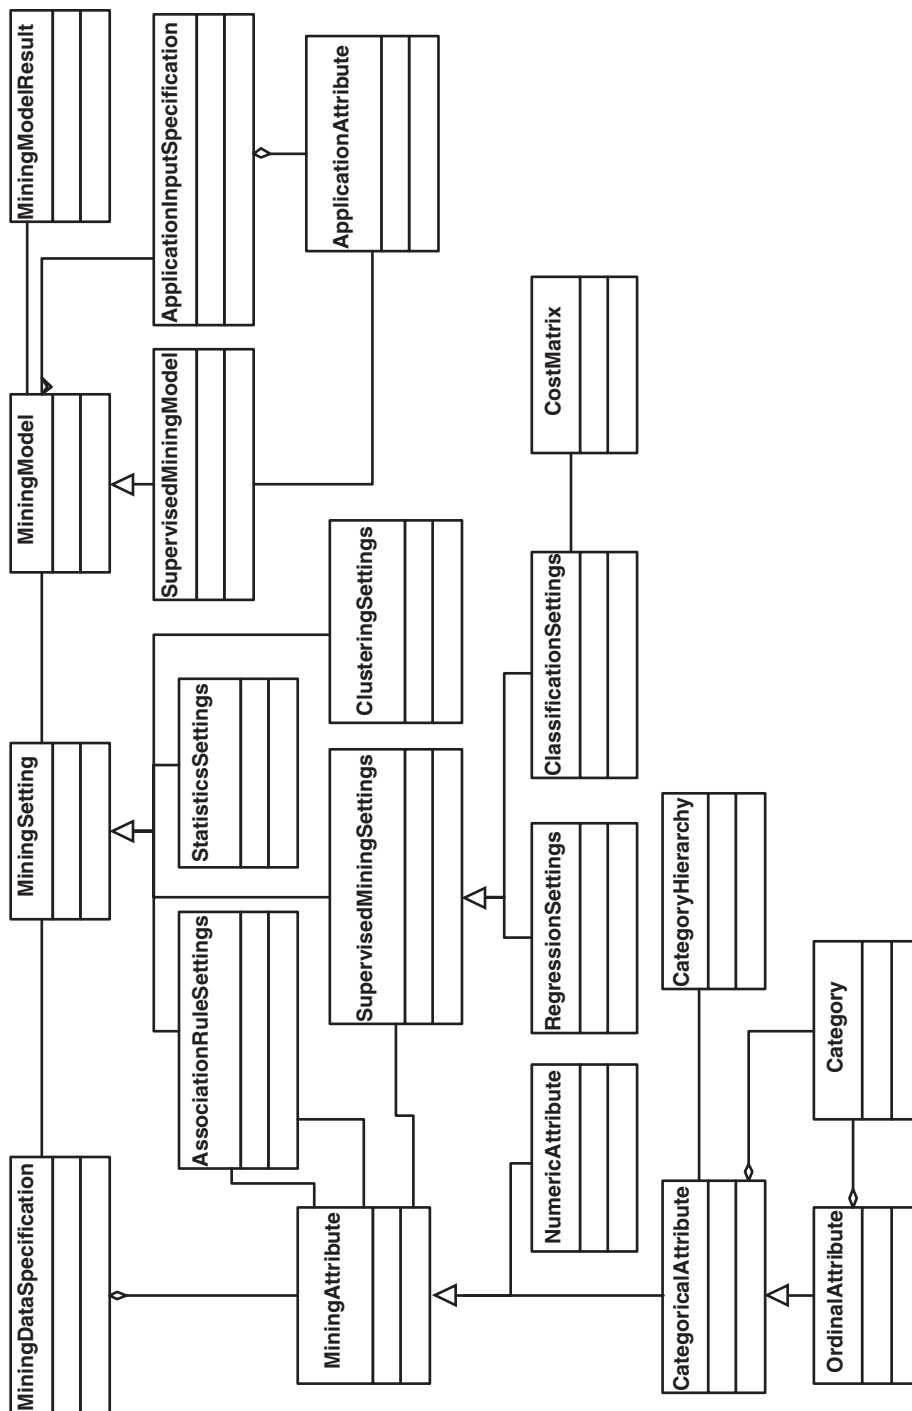 MiningDataSpecification
MiningSetting
MiningModel
MiningModelResult
SupervisedMiningModel
ApplicationInputSpecification
AssociationRuleSettings
StatisticsSettings
MiningAttribute
SupervisedMiningSettings
ClusteringSettings
ApplicationAttribute
NumericAttribute
RegressionSettings
ClassificationSettings
CostMatrix
CategoricalAttribute
CategoryHierarchy
OrdinalAttribute
Category